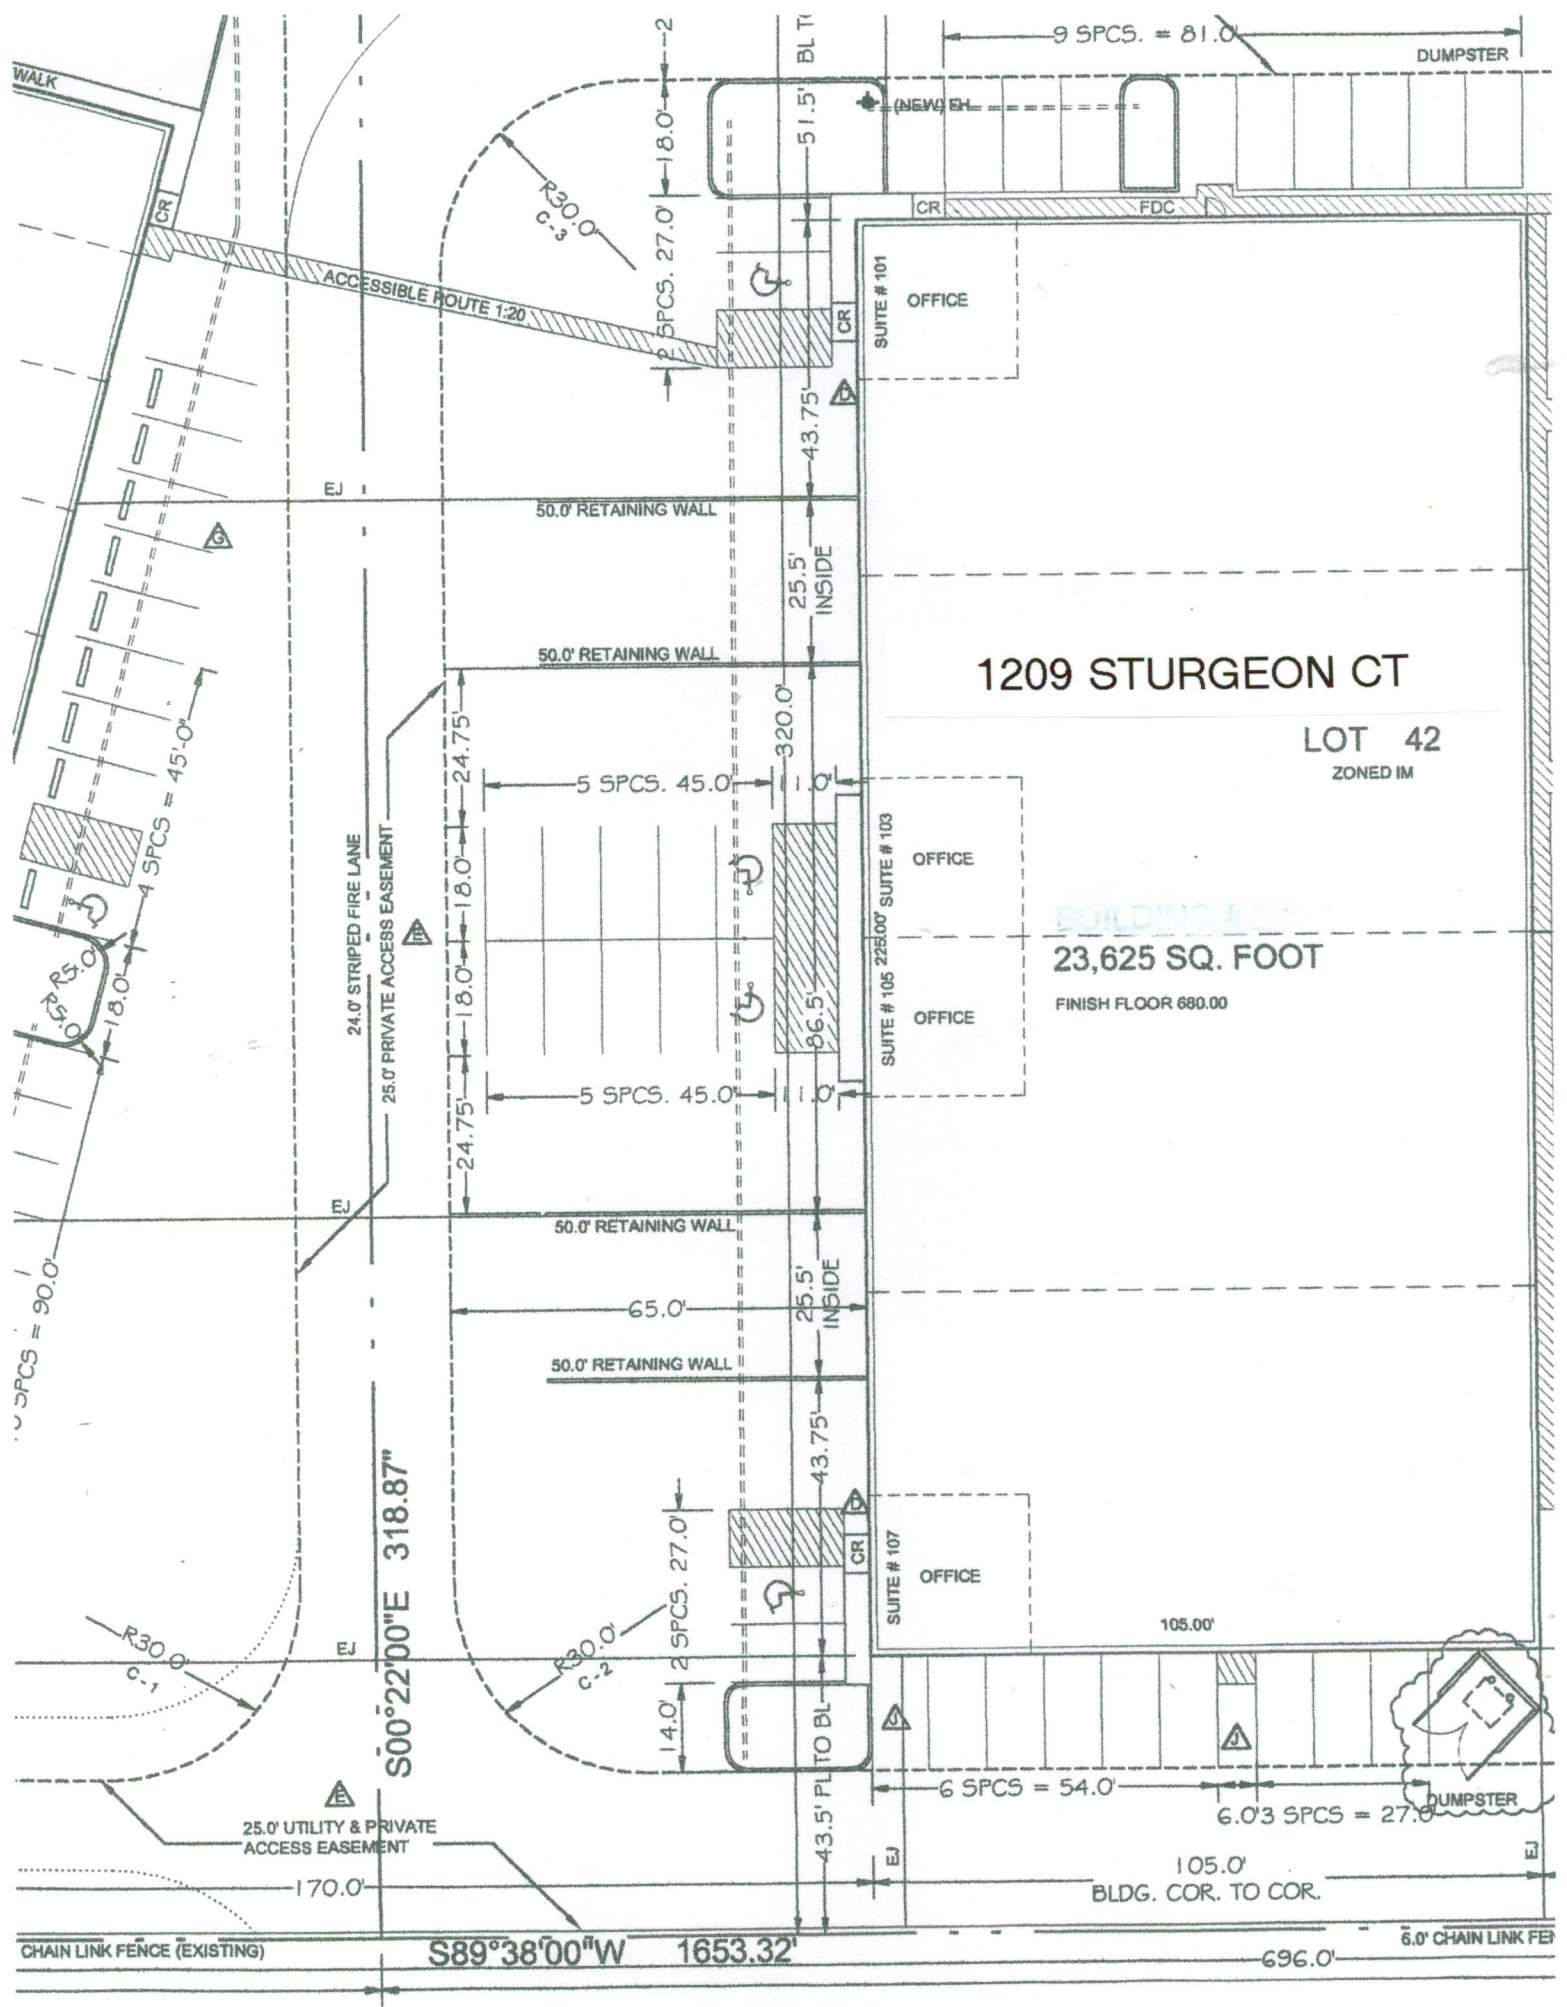 9 SPCS. = 81.0'
DUMPSTER
WALK
18.0'
51.5'
BL TO
(NEW) FH
CR
R30.0'
C-3
2 SPCS. 27.0'
CR
FDC
ACCESSIBLE ROUTE 1:20
CR
SUITE # 101
OFFICE
D
43.75'
EJ
50.0' RETAINING WALL
G
25.5'
INSIDE
50.0' RETAINING WALL
1209 STURGEON CT
LOT 42
ZONED IM
24.75'
320.0'
4 SPCS = 45'-0"
5 SPCS. 45.0'
11.0'
24.0' STRIPED FIRE LANE
25.0' PRIVATE ACCESS EASEMENT
18.0'
SUITE # 103
OFFICE
E
225.00'
23,625 SQ. FOOT
FINISH FLOOR 680.00
R5.0'
R5.0'
18.0'
18.0'
86.5'
SUITE # 105
OFFICE
5 SPCS. 45.0'
11.0'
24.75'
EJ
50.0' RETAINING WALL
SPCS = 90.0'
65.0'
25.5'
INSIDE
50.0' RETAINING WALL
43.75'
S00°22'00"E 318.87"
D
CR
2 SPCS. 27.0'
SUITE # 107
OFFICE
105.00'
R30.0'
C-1
EJ
R30.0'
C-2
14.0'
J
J
43.5' PL TO BL
6 SPCS = 54.0'
6.0'
3 SPCS = 27.0'
DUMPSTER
E
25.0' UTILITY & PRIVATE
ACCESS EASEMENT
EJ
EJ
170.0'
105.0'
BLDG. COR. TO COR.
CHAIN LINK FENCE (EXISTING)
S89°38'00"W 1653.32'
6.0' CHAIN LINK FEN
696.0'